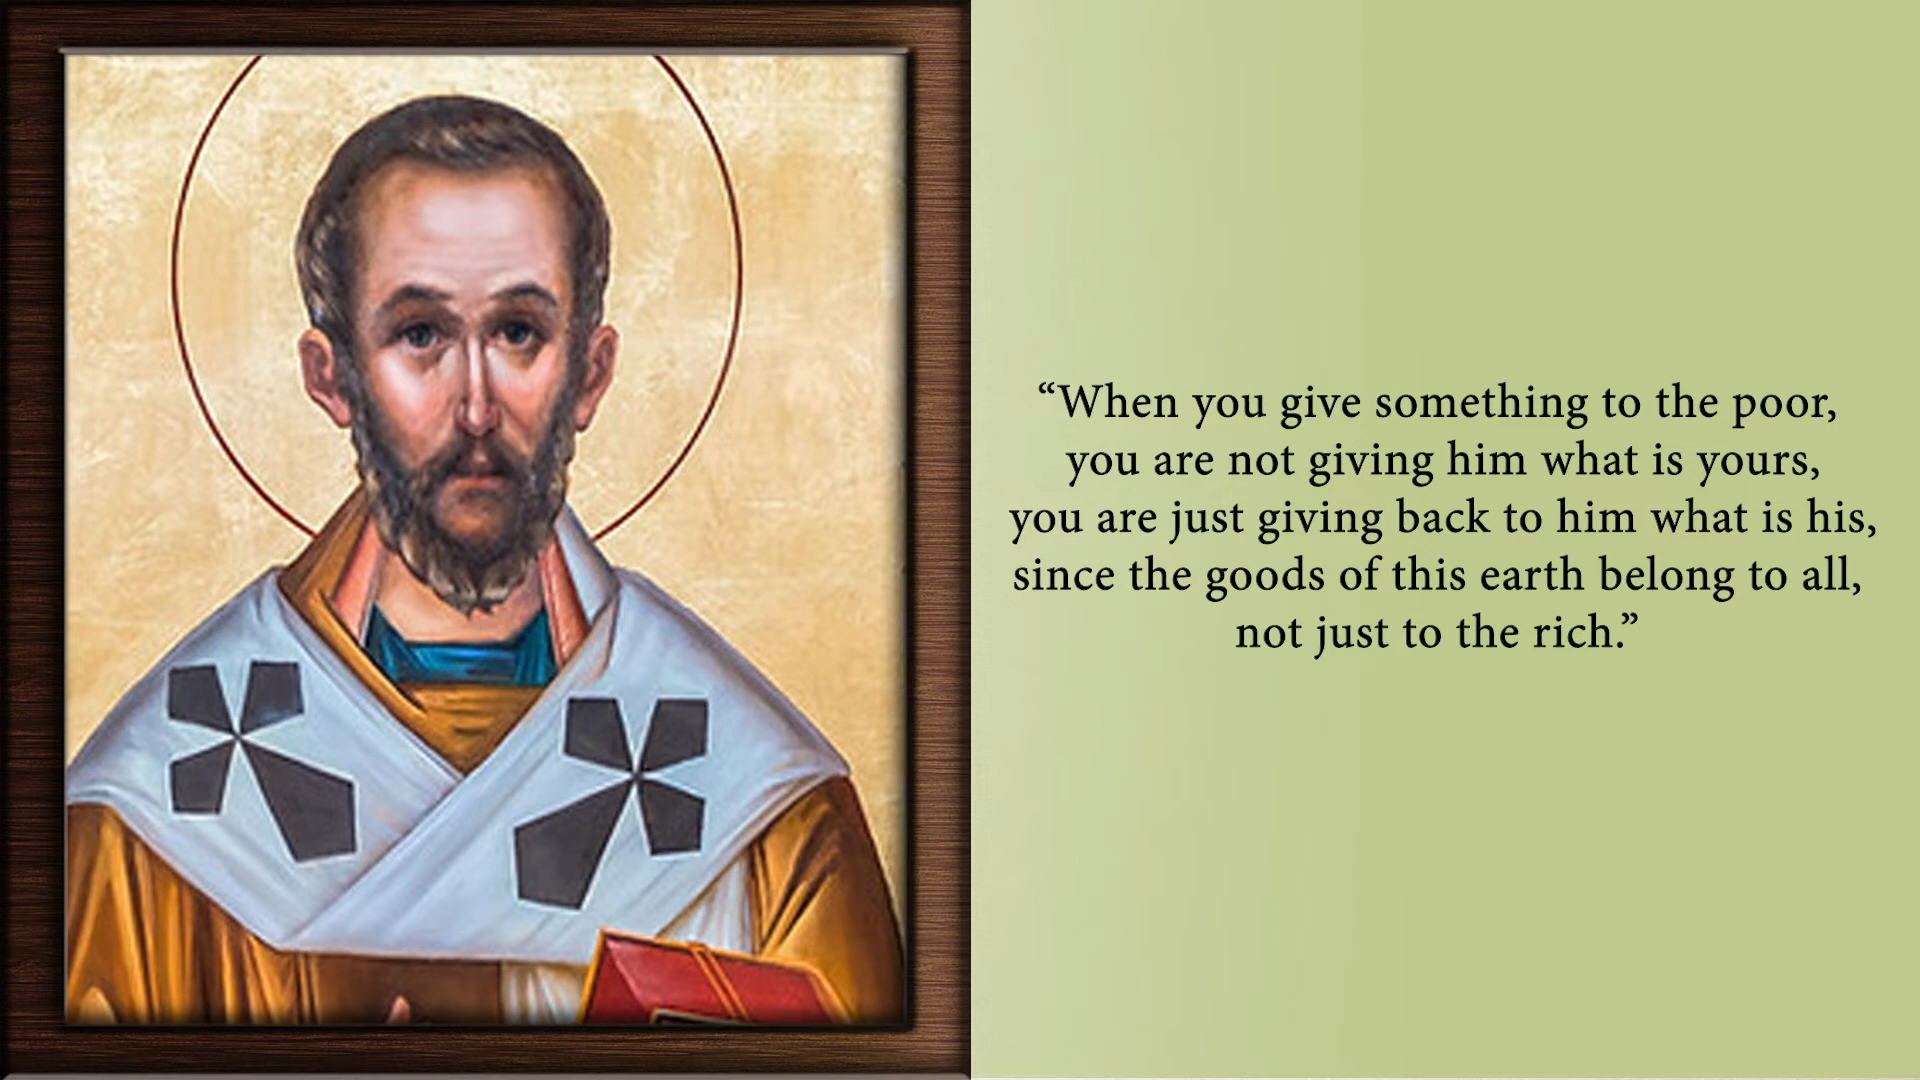 “When you give something to the poor,
you are not giving him what is yours,
you are just giving back to him what is his,
since the goods of this earth belong to all,
not just to the rich.”